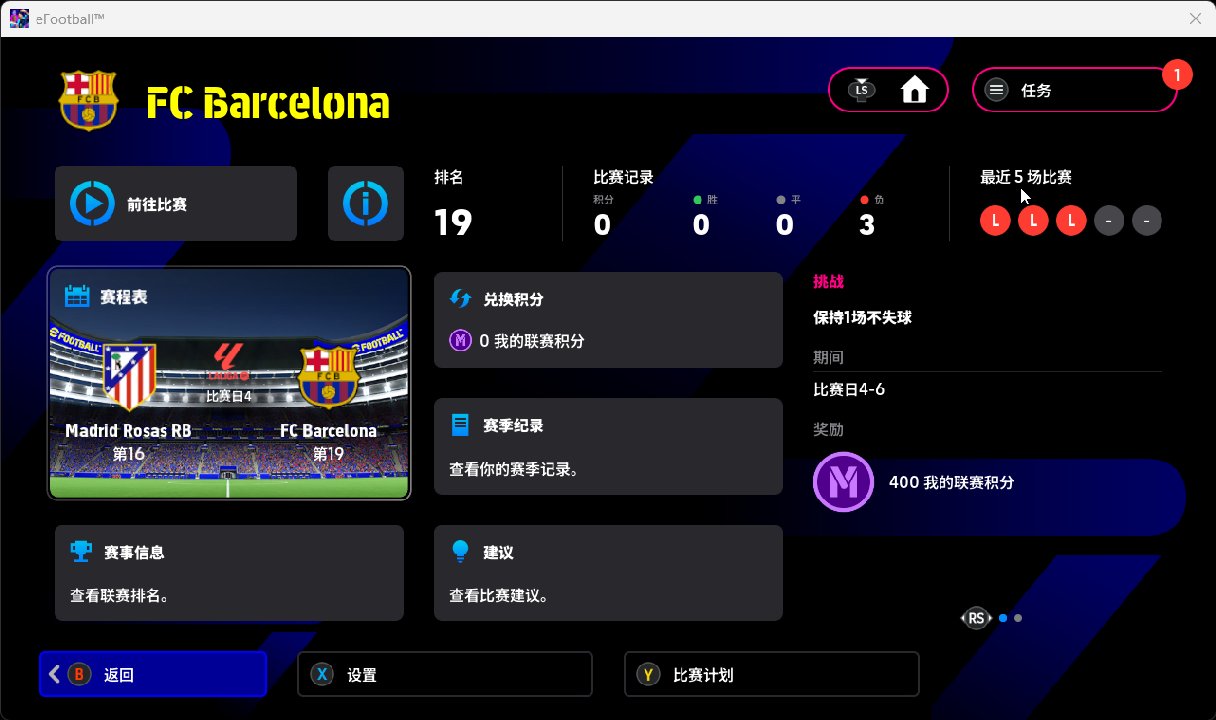 eFootball™
FC Barcelona
LS
任务
1
前往比赛
排名
19
比赛记录
积分
0
胜
0
平
0
负
3
最近 5 场比赛
L L L - -
赛程表
eFOOTBALL
eFOOTBALL
LALIGA
比赛日4
Madrid Rosas RB
第16
FC Barcelona
第19
兑换积分
M 0 我的联赛积分
赛季纪录
查看你的赛季记录。
赛事信息
查看联赛排名。
建议
查看比赛建议。
挑战
保持1场不失球
期间
比赛日4-6
奖励
M 400 我的联赛积分
RS
B 返回
X 设置
Y 比赛计划